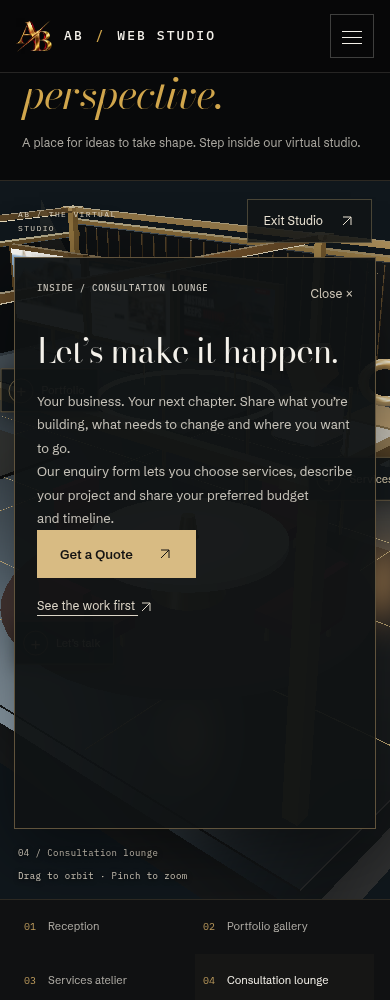 AB
AB / WEB STUDIO
perspective.
A place for ideas to take shape. Step inside our virtual studio.
AB / THE VIRTUAL
STUDIO
Exit Studio
INSIDE / CONSULTATION LOUNGE
Close ×
Let's make it happen.
Your business. Your next chapter. Share what you're
building, what needs to change and where you want
to go.
Our enquiry form lets you choose services, describe
your project and share your preferred budget
and timeline.
Get a Quote
See the work first
04 / Consultation lounge
Drag to orbit · Pinch to zoom
01 Reception
02 Portfolio gallery
03 Services atelier
04 Consultation lounge